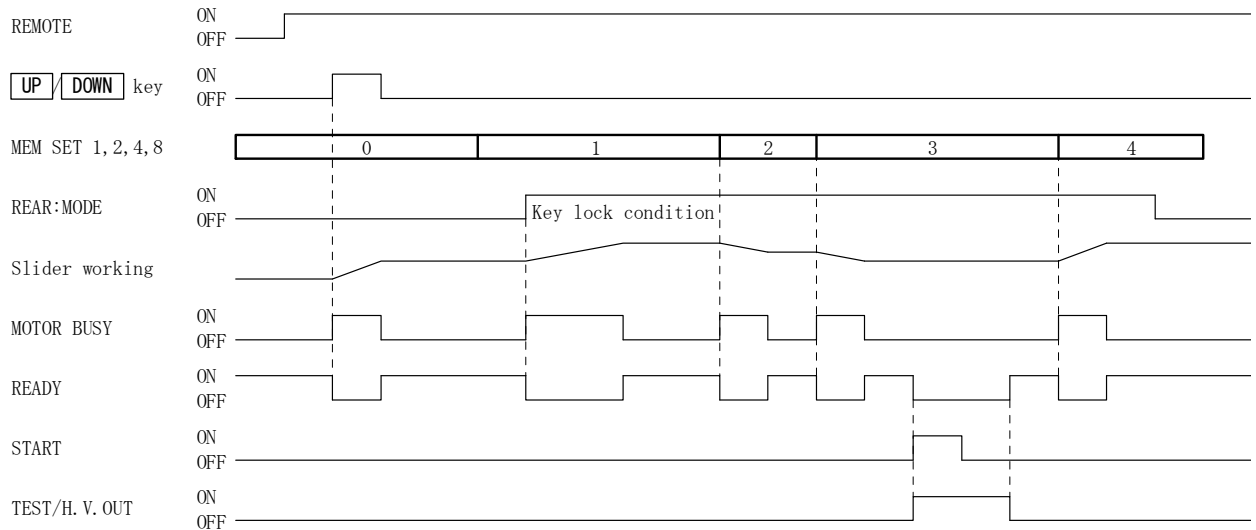 REMOTE ON
OFF
UP / DOWN key ON
OFF
MEM SET 1,2,4,8 0 1 2 3 4
REAR:MODE ON
OFF Key lock condition
Slider working
MOTOR BUSY ON
OFF
READY ON
OFF
START ON
OFF
TEST/H.V.OUT ON
OFF